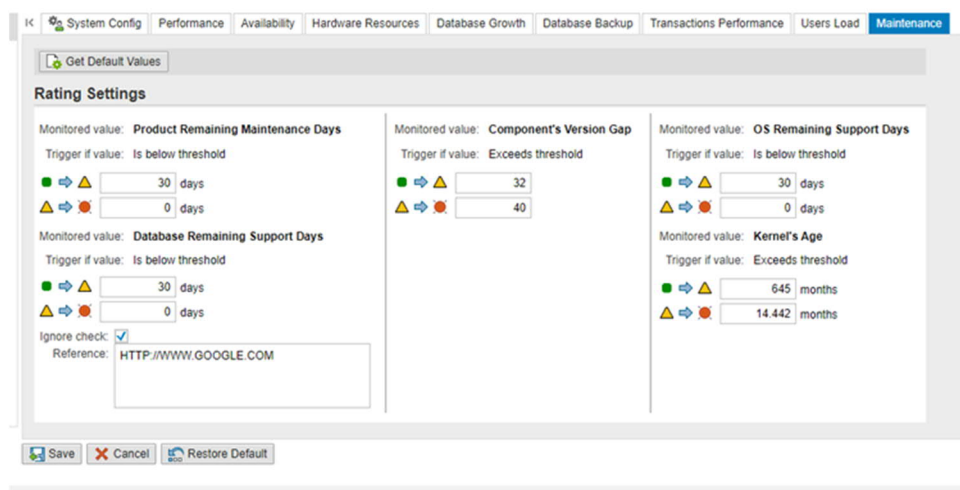 System Config Performance Availability Hardware Resources Database Growth Database Backup Transactions Performance Users Load Maintenance
Get Default Values
Rating Settings
Monitored value: Product Remaining Maintenance Days
Trigger if value: Is below threshold
30 days
0 days
Monitored value: Database Remaining Support Days
Trigger if value: Is below threshold
30 days
0 days
Ignore check:
Reference: HTTP://WWW.GOOGLE.COM
Monitored value: Component's Version Gap
Trigger if value: Exceeds threshold
32
40
Monitored value: OS Remaining Support Days
Trigger if value: Is below threshold
30 days
0 days
Monitored value: Kernel's Age
Trigger if value: Exceeds threshold
645 months
14.442 months
Save Cancel Restore Default